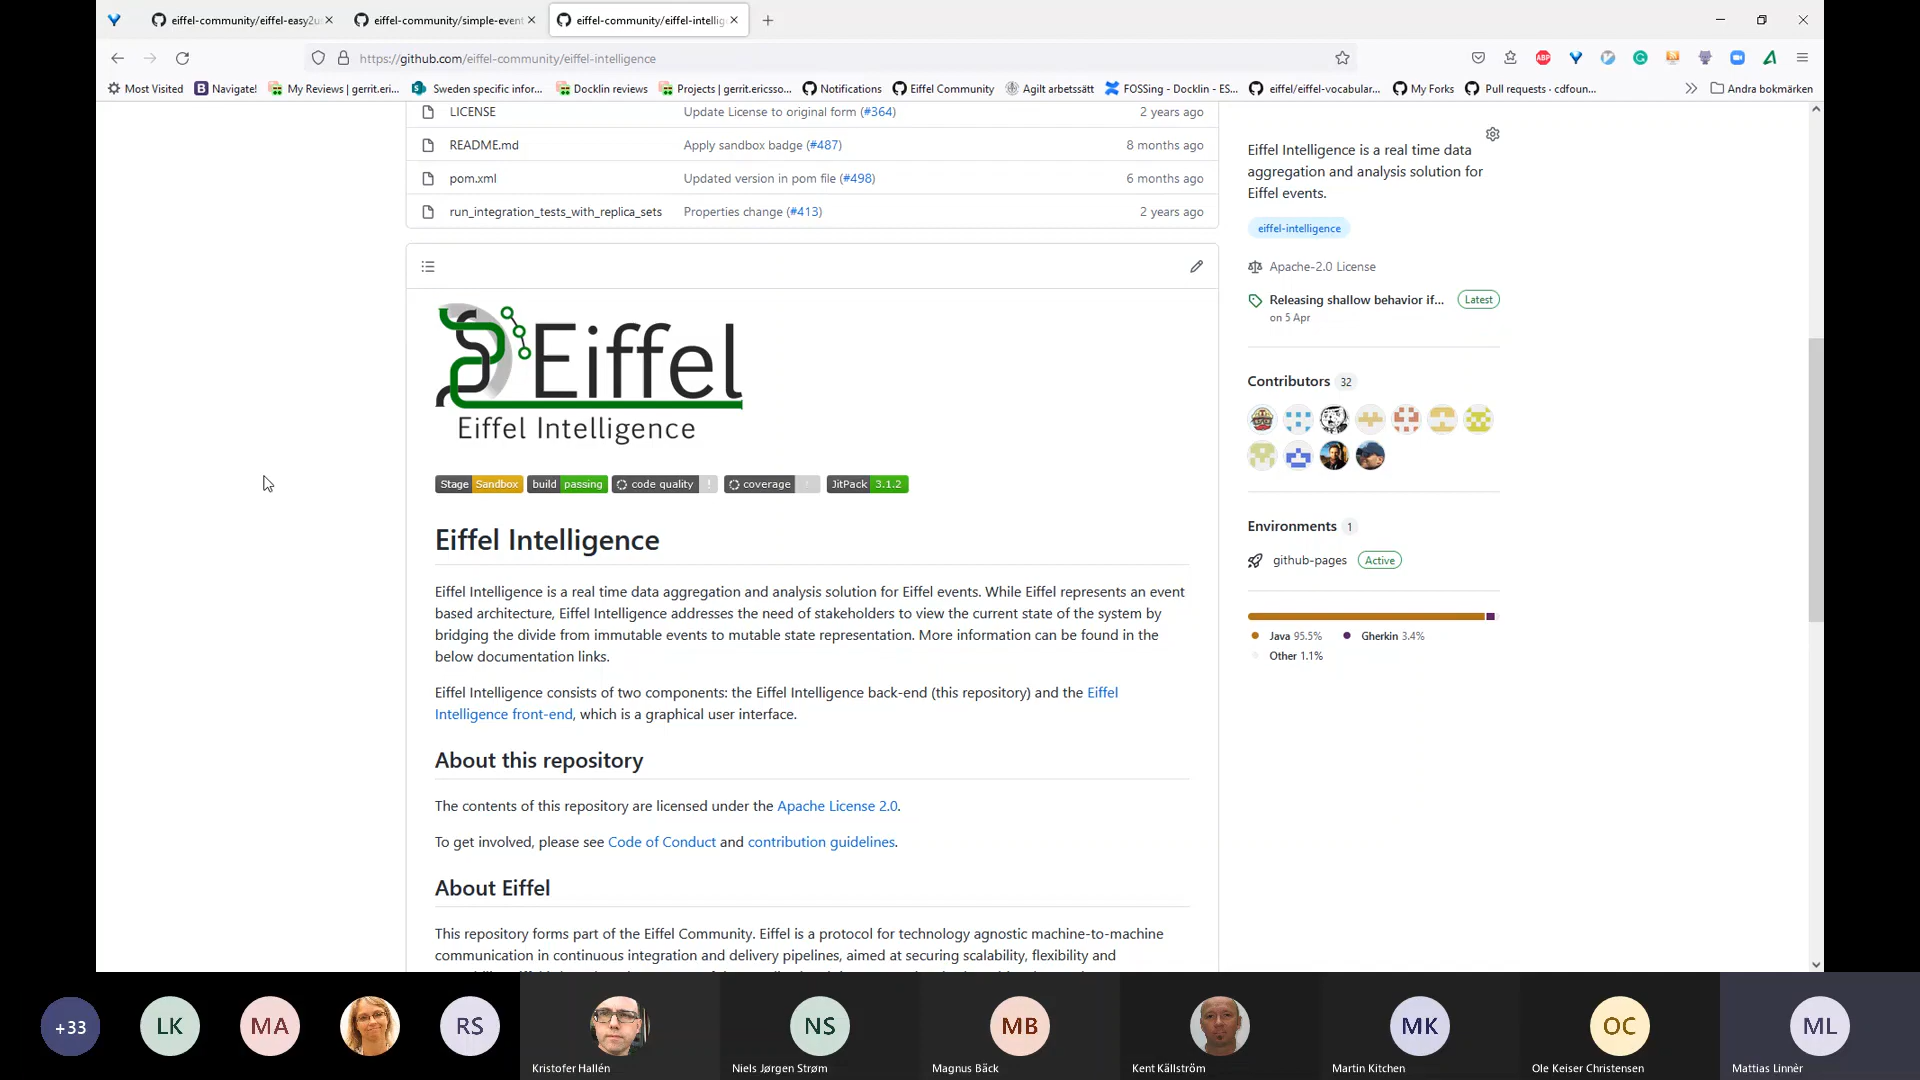 eiffel-community/eiffel-easy2u
eiffel-community/simple-event
eiffel-community/eiffel-intellig
https://github.com/eiffel-community/eiffel-intelligence
ABP
Most Visited
B Navigate!
My Reviews | gerrit.eri...
Sweden specific infor...
Docklin reviews
Projects | gerrit.ericsso...
Notifications
Eiffel Community
Agilt arbetssätt
FOSSing - Docklin - ES...
eiffel/eiffel-vocabular...
My Forks
Pull requests · cdfoun...
Andra bokmärken
LICENSE Update License to original form (#364) 2 years ago
README.md Apply sandbox badge (#487) 8 months ago
pom.xml Updated version in pom file (#498) 6 months ago
run_integration_tests_with_replica_sets Properties change (#413) 2 years ago
Eiffel
Eiffel Intelligence
Stage Sandbox build passing code quality ! coverage ! JitPack 3.1.2
Eiffel Intelligence
Eiffel Intelligence is a real time data aggregation and analysis solution for Eiffel events. While Eiffel represents an event
based architecture, Eiffel Intelligence addresses the need of stakeholders to view the current state of the system by
bridging the divide from immutable events to mutable state representation. More information can be found in the
below documentation links.
Eiffel Intelligence consists of two components: the Eiffel Intelligence back-end (this repository) and the Eiffel
Intelligence front-end, which is a graphical user interface.
About this repository
The contents of this repository are licensed under the Apache License 2.0.
To get involved, please see Code of Conduct and contribution guidelines.
About Eiffel
This repository forms part of the Eiffel Community. Eiffel is a protocol for technology agnostic machine-to-machine
communication in continuous integration and delivery pipelines, aimed at securing scalability, flexibility and
Eiffel Intelligence is a real time data
aggregation and analysis solution for
Eiffel events.
eiffel-intelligence
Apache-2.0 License
Releasing shallow behavior if... Latest
on 5 Apr
Contributors 32
Environments 1
github-pages Active
Java 95.5% Gherkin 3.4%
Other 1.1%
+33
LK
MA
RS
Kristofer Hallén
NS
Niels Jørgen Strøm
MB
Magnus Bäck
Kent Källström
MK
Martin Kitchen
OC
Ole Keiser Christensen
ML
Mattias Linnèr